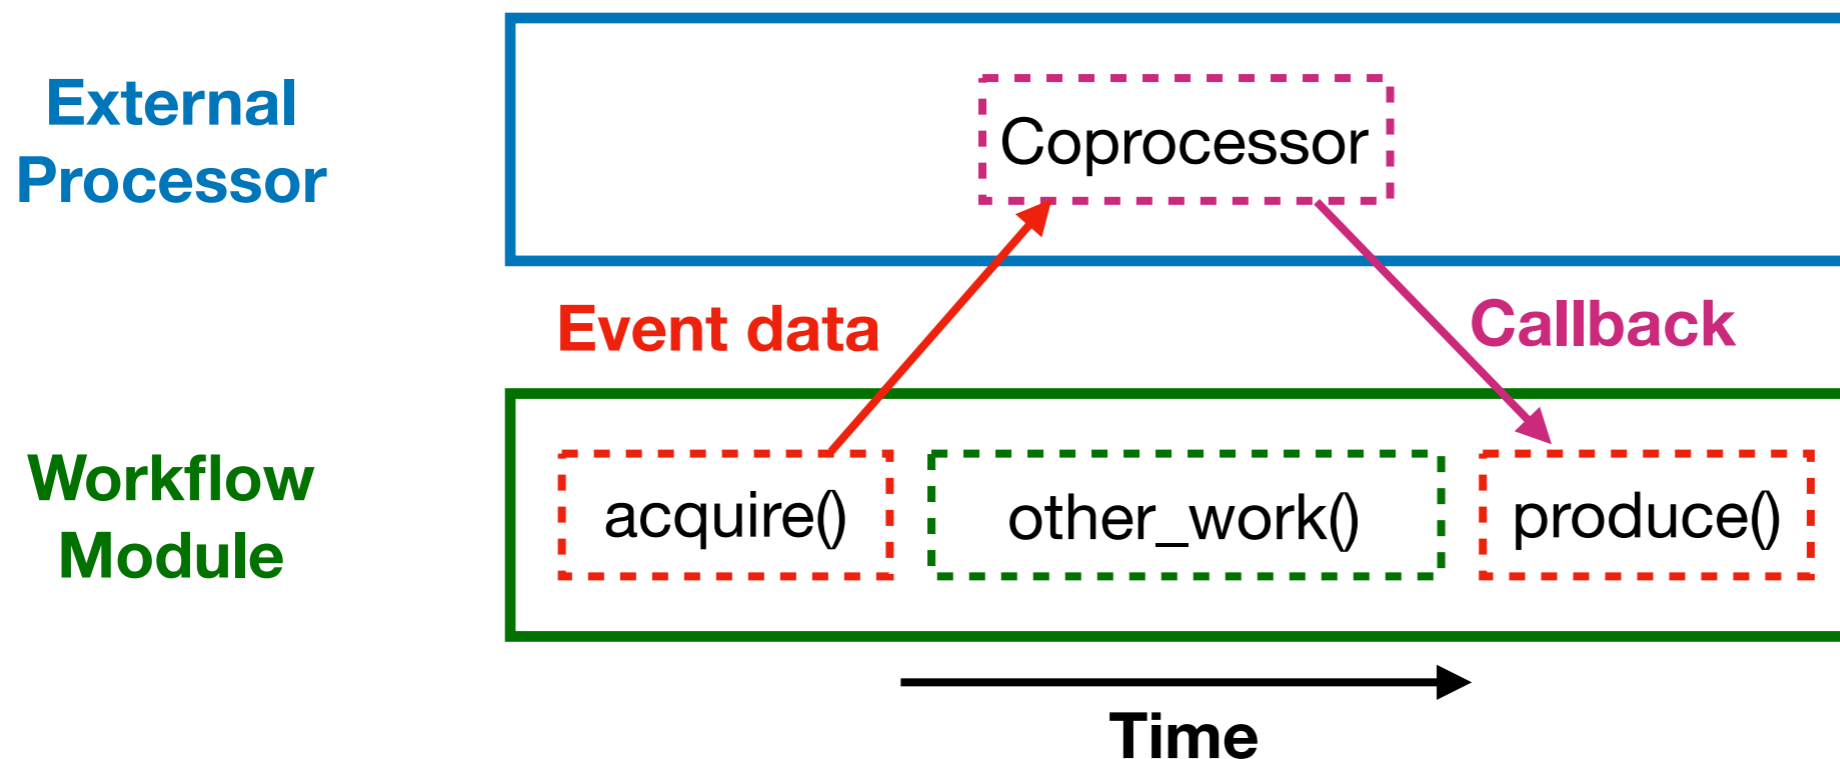 External
Processor
Coprocessor
Event data
Callback
Workflow
Module
acquire()
other_work()
produce()
Time